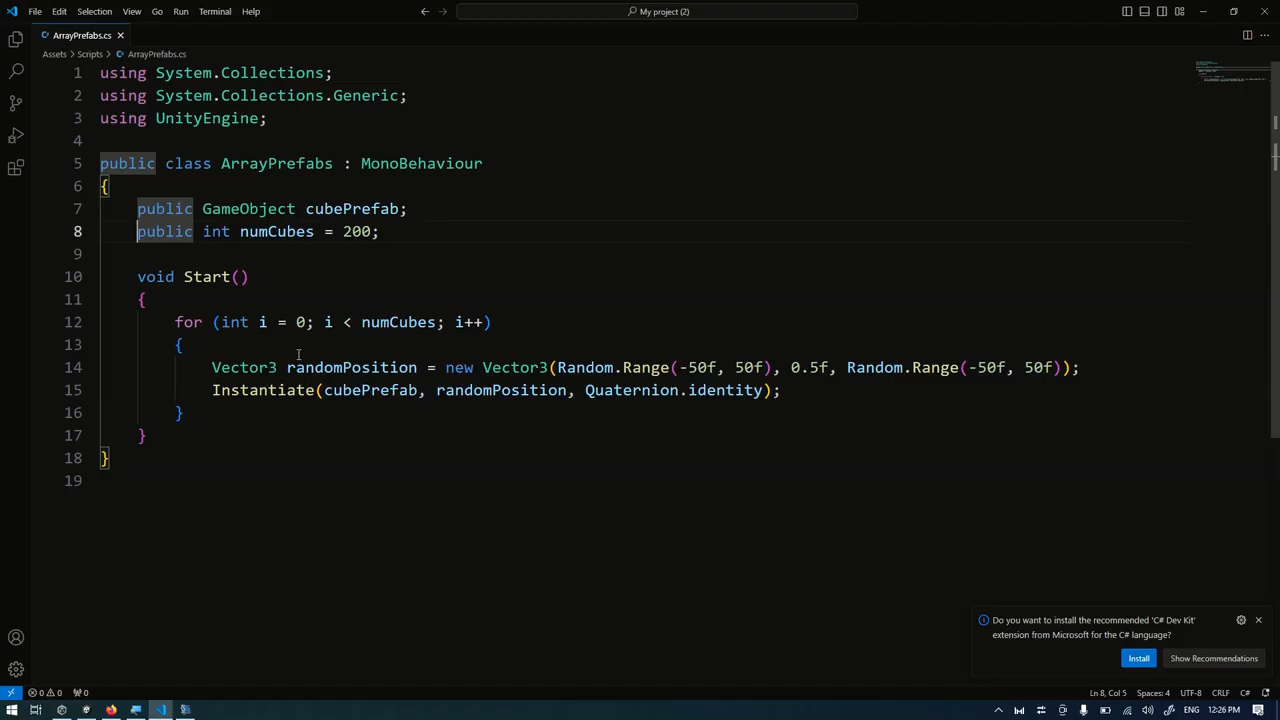 File Edit Selection View Go Run Terminal Help
My project (2)
ArrayPrefabs.cs
Assets > Scripts > ArrayPrefabs.cs
1 using System.Collections;
2 using System.Collections.Generic;
3 using UnityEngine;
4
5 public class ArrayPrefabs : MonoBehaviour
6 {
7 public GameObject cubePrefab;
8 public int numCubes = 200;
9
10 void Start()
11 {
12 for (int i = 0; i < numCubes; i++)
13 {
14 Vector3 randomPosition = new Vector3(Random.Range(-50f, 50f), 0.5f, Random.Range(-50f, 50f));
15 Instantiate(cubePrefab, randomPosition, Quaternion.identity);
16 }
17 }
18 }
19
Do you want to install the recommended 'C# Dev Kit'
extension from Microsoft for the C# language?
Install Show Recommendations
0 0 0 Ln 8, Col 5 Spaces: 4 UTF-8 CRLF C#
ENG 12:26 PM